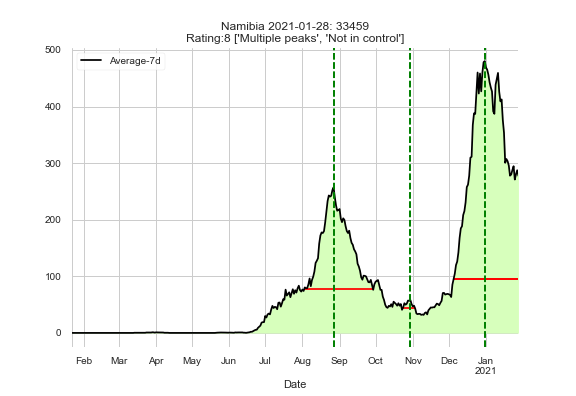 Namibia 2021-01-28: 33459
Rating:8 ['Multiple peaks', 'Not in control']
Average-7d
500
400
300
200
100
0
Feb Mar Apr May Jun Jul Aug Sep Oct Nov Dec Jan
2021
Date